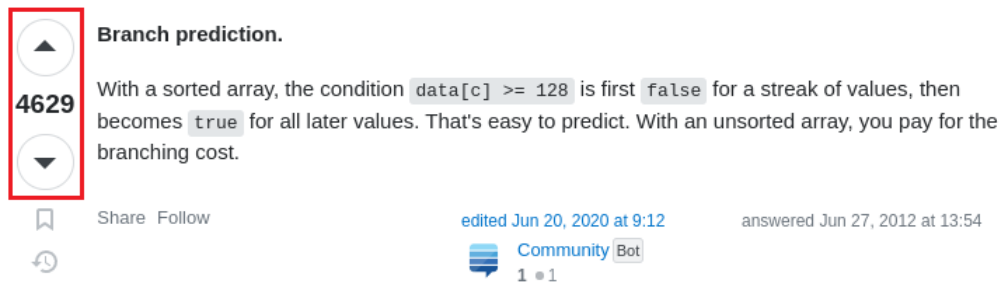 Branch prediction.
4629
With a sorted array, the condition data[c] >= 128 is first false for a streak of values, then
becomes true for all later values. That's easy to predict. With an unsorted array, you pay for the
branching cost.
Share Follow
edited Jun 20, 2020 at 9:12
answered Jun 27, 2012 at 13:54
Community Bot
1 1